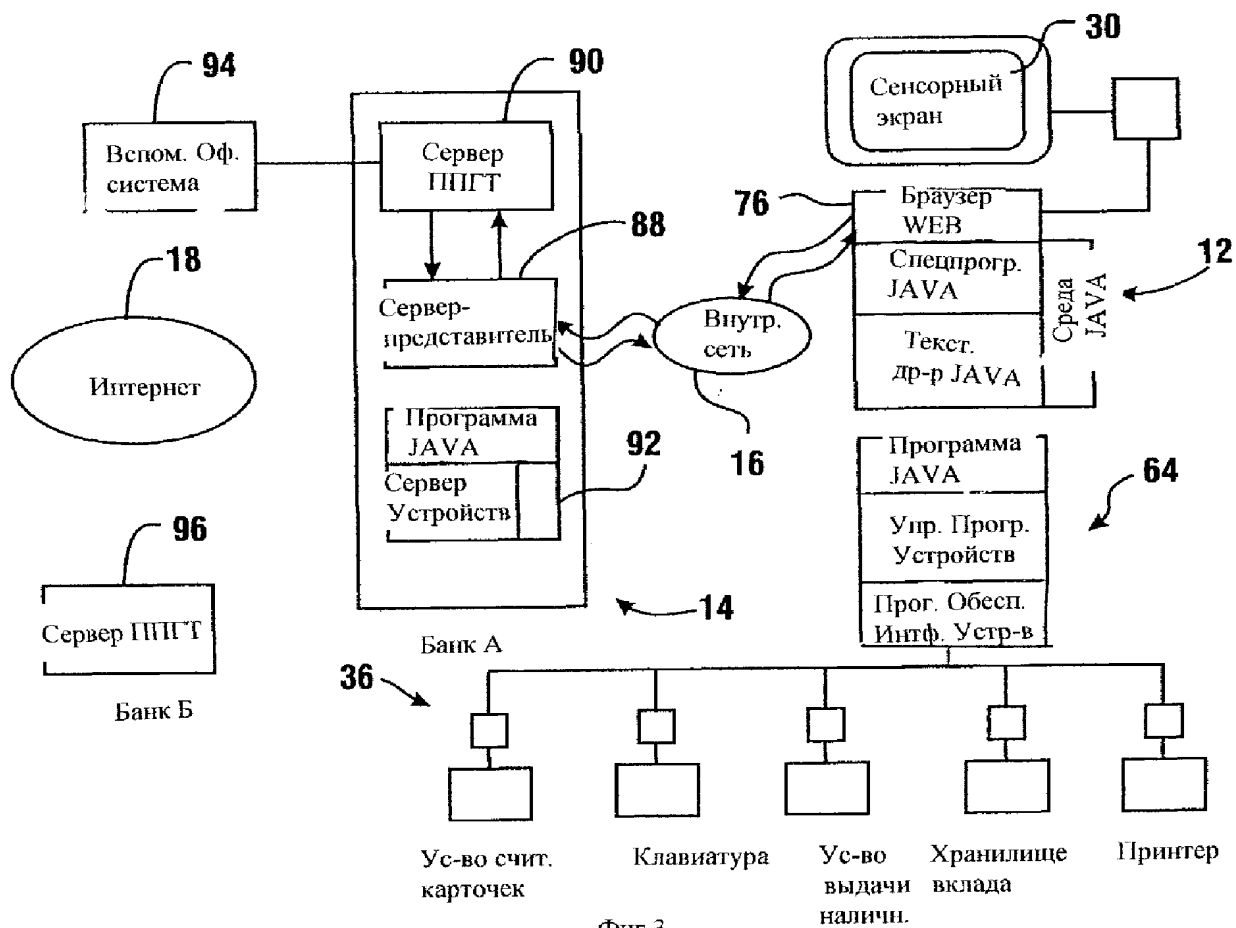 94
90
30
Сенсорный
экран
Вспом. Оф.
система
Сервер
ППГТ
76
Браузер
WEB
88
18
Спецпрогр.
JAVA
12
Среда
JAVA
Сервер-
представитель
Внутр.
сеть
Текст.
др-р JAVA
Интернет
Программа
JAVA
92
16
Сервер
Устройств
Программа
JAVA
64
Упр. Прогр.
Устройств
96
Сервер ППГТ
14
Прог. Обесп.
Интф. Устр-в
Банк А
Банк Б
36
Ус-во счит.
карточек
Клавиатура
Ус-во
выдачи
наличн.
Хранилище
вклада
Принтер
Фиг.3